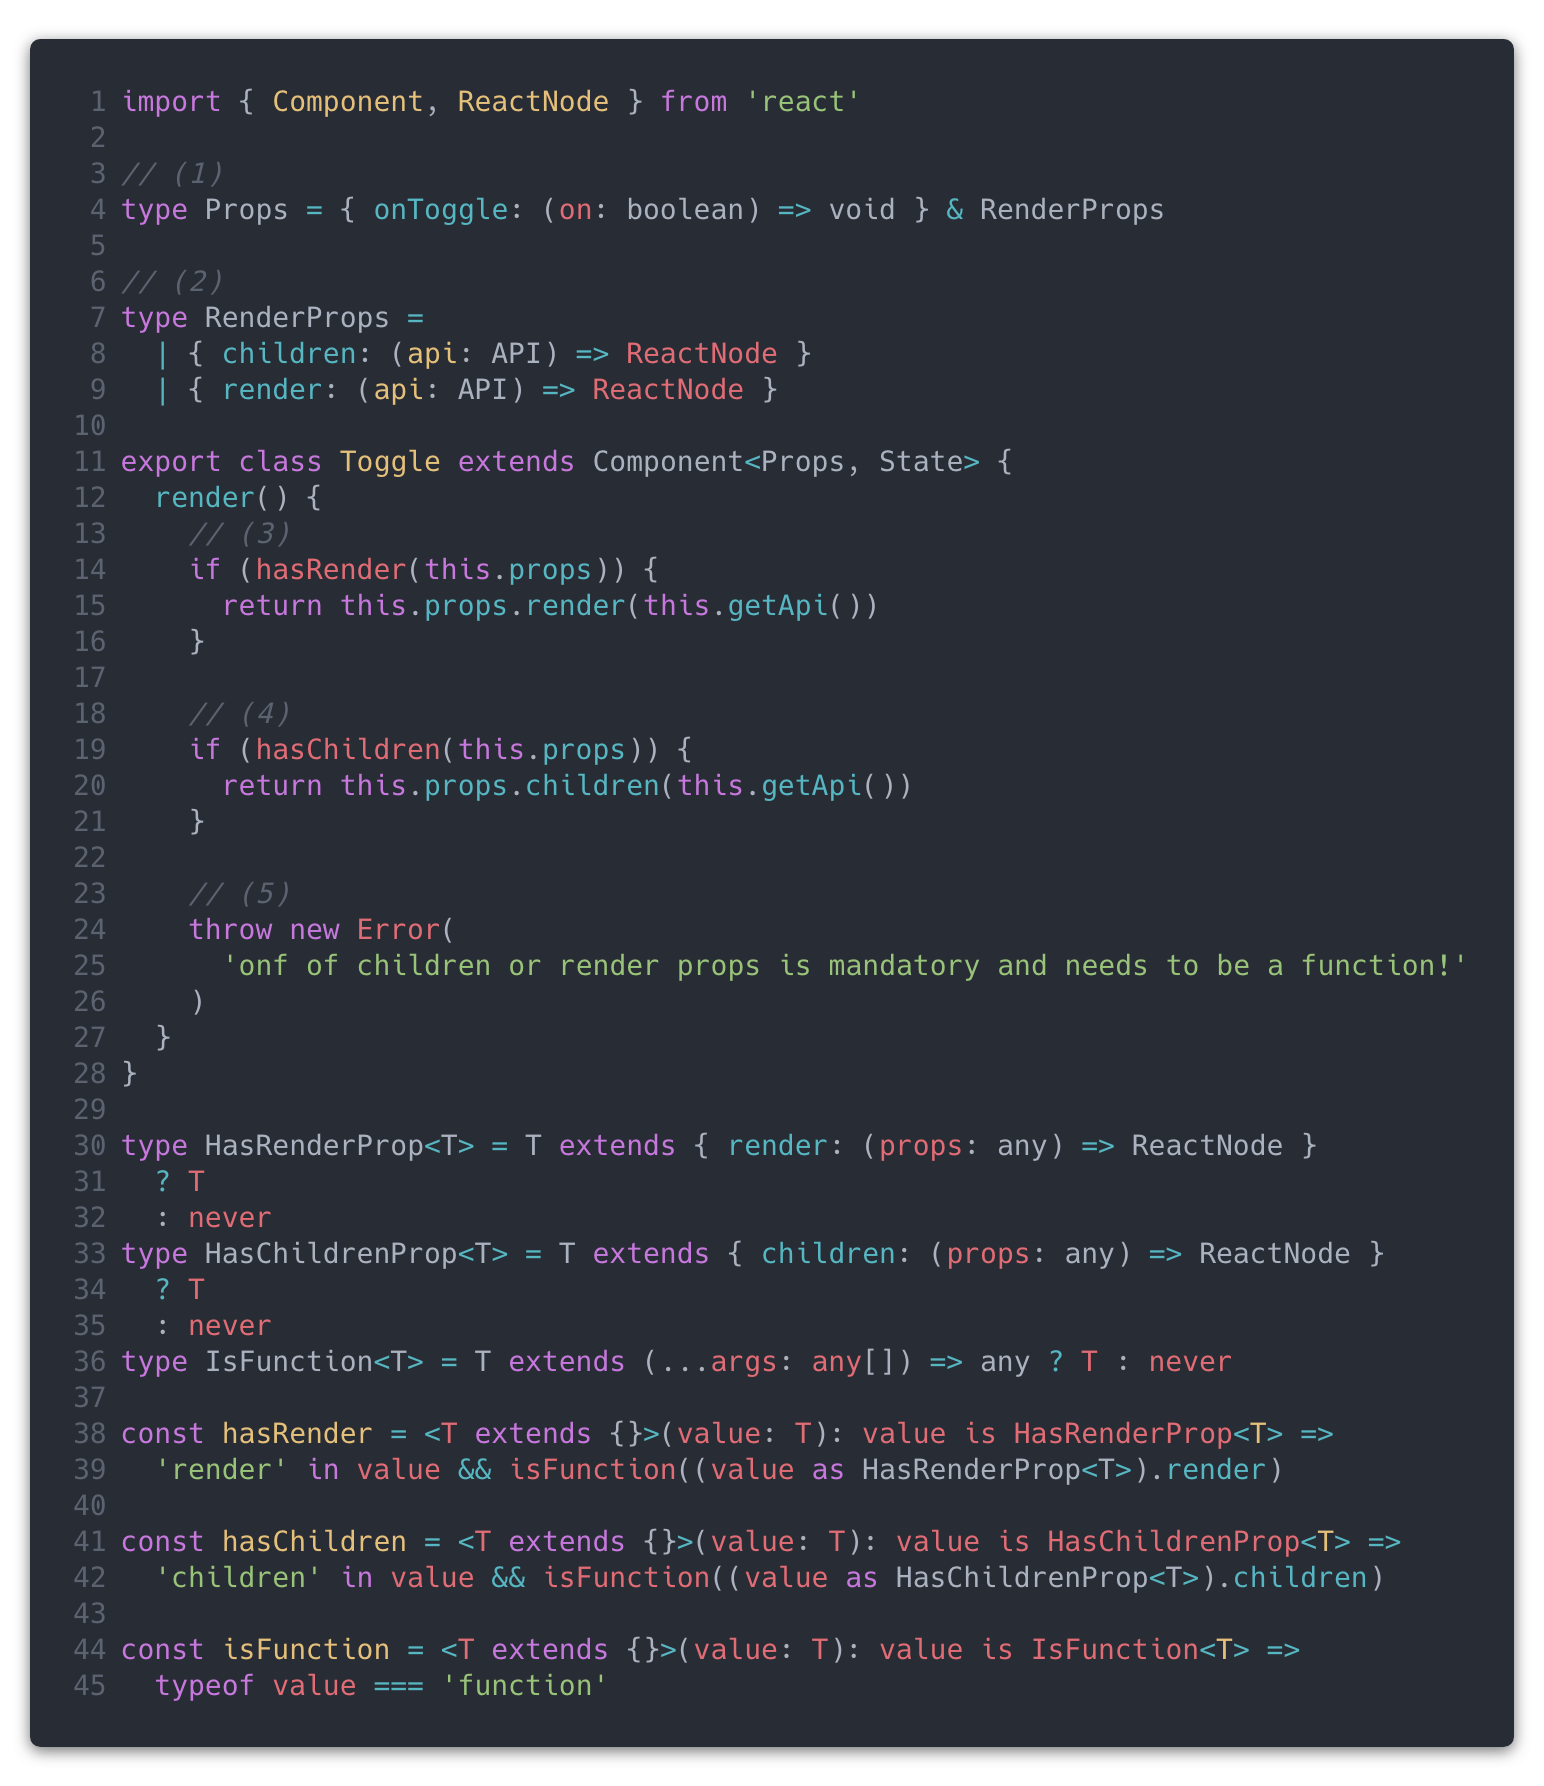 1 import { Component, ReactNode } from 'react'
2
3 // (1)
4 type Props = { onToggle: (on: boolean) => void } & RenderProps
5
6 // (2)
7 type RenderProps =
8   | { children: (api: API) => ReactNode }
9   | { render: (api: API) => ReactNode }
10
11 export class Toggle extends Component<Props, State> {
12   render() {
13     // (3)
14     if (hasRender(this.props)) {
15       return this.props.render(this.getApi())
16     }
17
18     // (4)
19     if (hasChildren(this.props)) {
20       return this.props.children(this.getApi())
21     }
22
23     // (5)
24     throw new Error(
25       'onf of children or render props is mandatory and needs to be a function!'
26     )
27   }
28 }
29
30 type HasRenderProp<T> = T extends { render: (props: any) => ReactNode }
31   ? T
32   : never
33 type HasChildrenProp<T> = T extends { children: (props: any) => ReactNode }
34   ? T
35   : never
36 type IsFunction<T> = T extends (...args: any[]) => any ? T : never
37
38 const hasRender = <T extends {}>(value: T): value is HasRenderProp<T> =>
39   'render' in value && isFunction((value as HasRenderProp<T>).render)
40
41 const hasChildren = <T extends {}>(value: T): value is HasChildrenProp<T> =>
42   'children' in value && isFunction((value as HasChildrenProp<T>).children)
43
44 const isFunction = <T extends {}>(value: T): value is IsFunction<T> =>
45   typeof value === 'function'